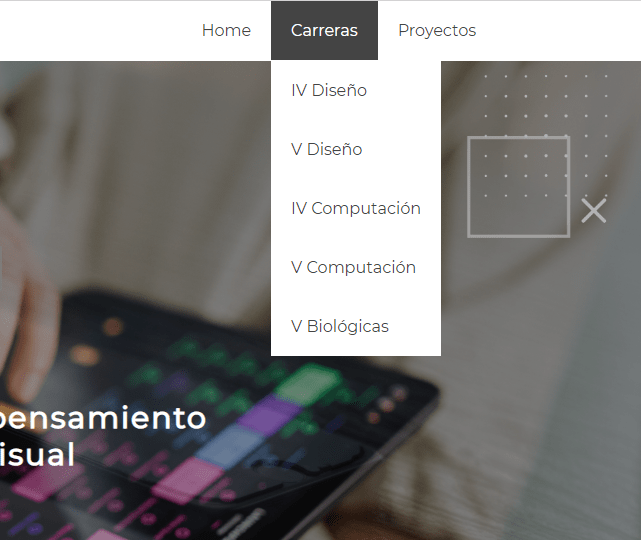 Home
Carreras
Proyectos
IV Diseño
V Diseño
IV Computación
V Computación
V Biológicas
pensamiento
isual